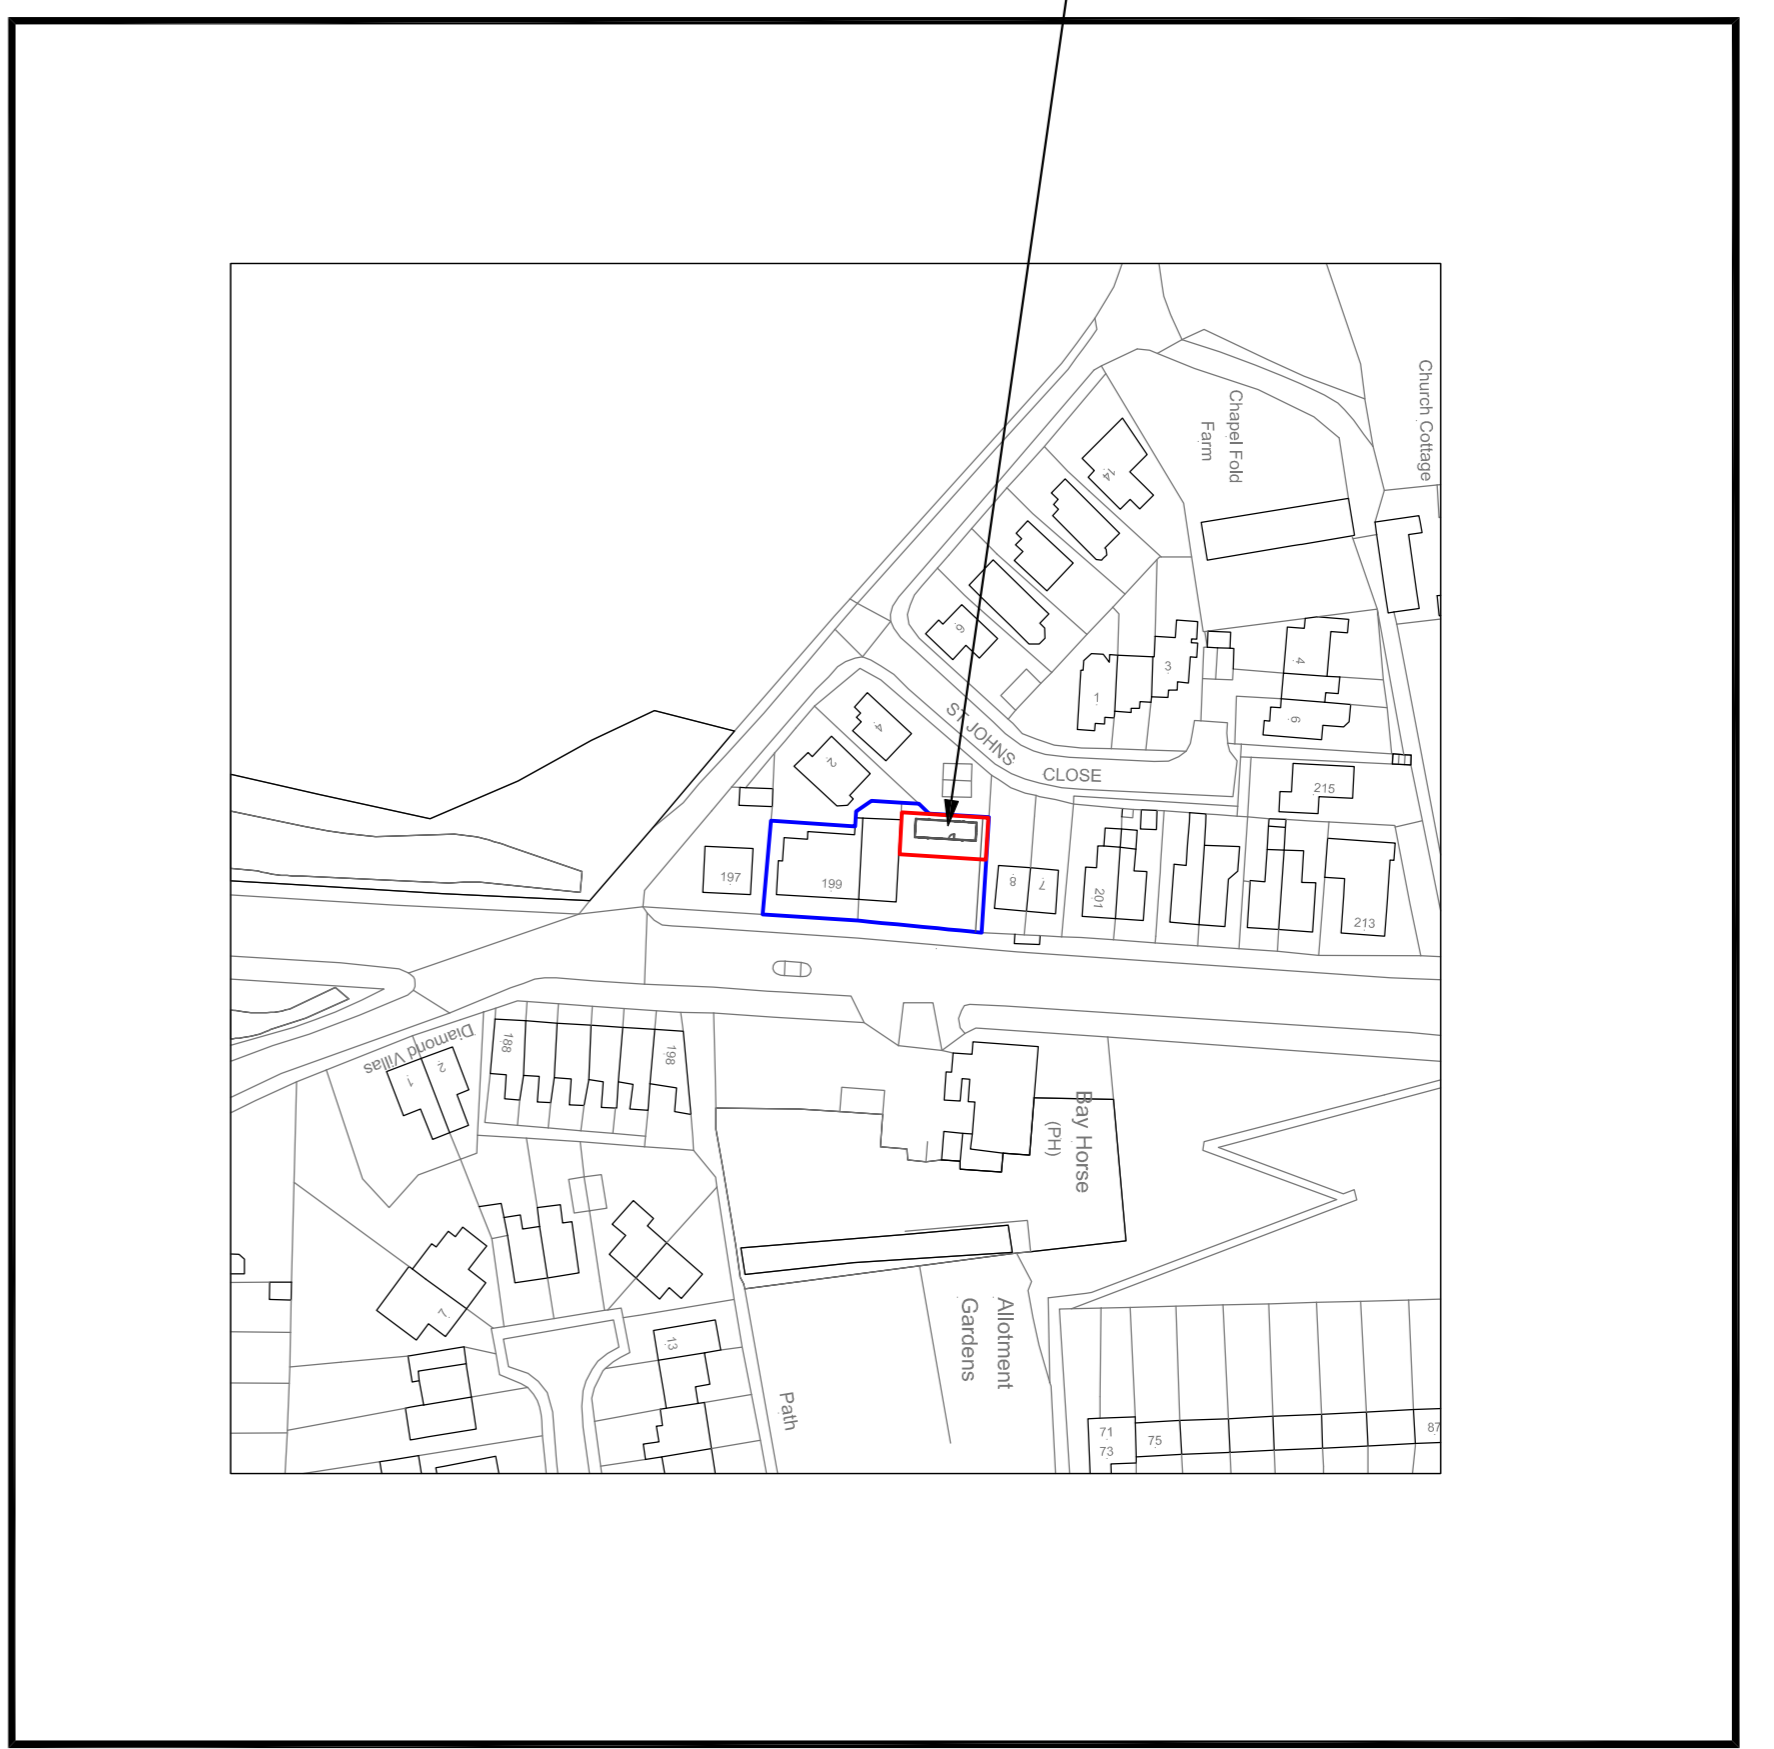 Church Cottage
Chapel Fold
Farm
14
6
3
1
4
6
4
2
ST JOHNS
CLOSE
215
197
199
8
7
201
213
Diamond Villas
1
2
188
198
Bay Horse
(PH)
7
13
Allotment
Gardens
Path
71
73
75
87